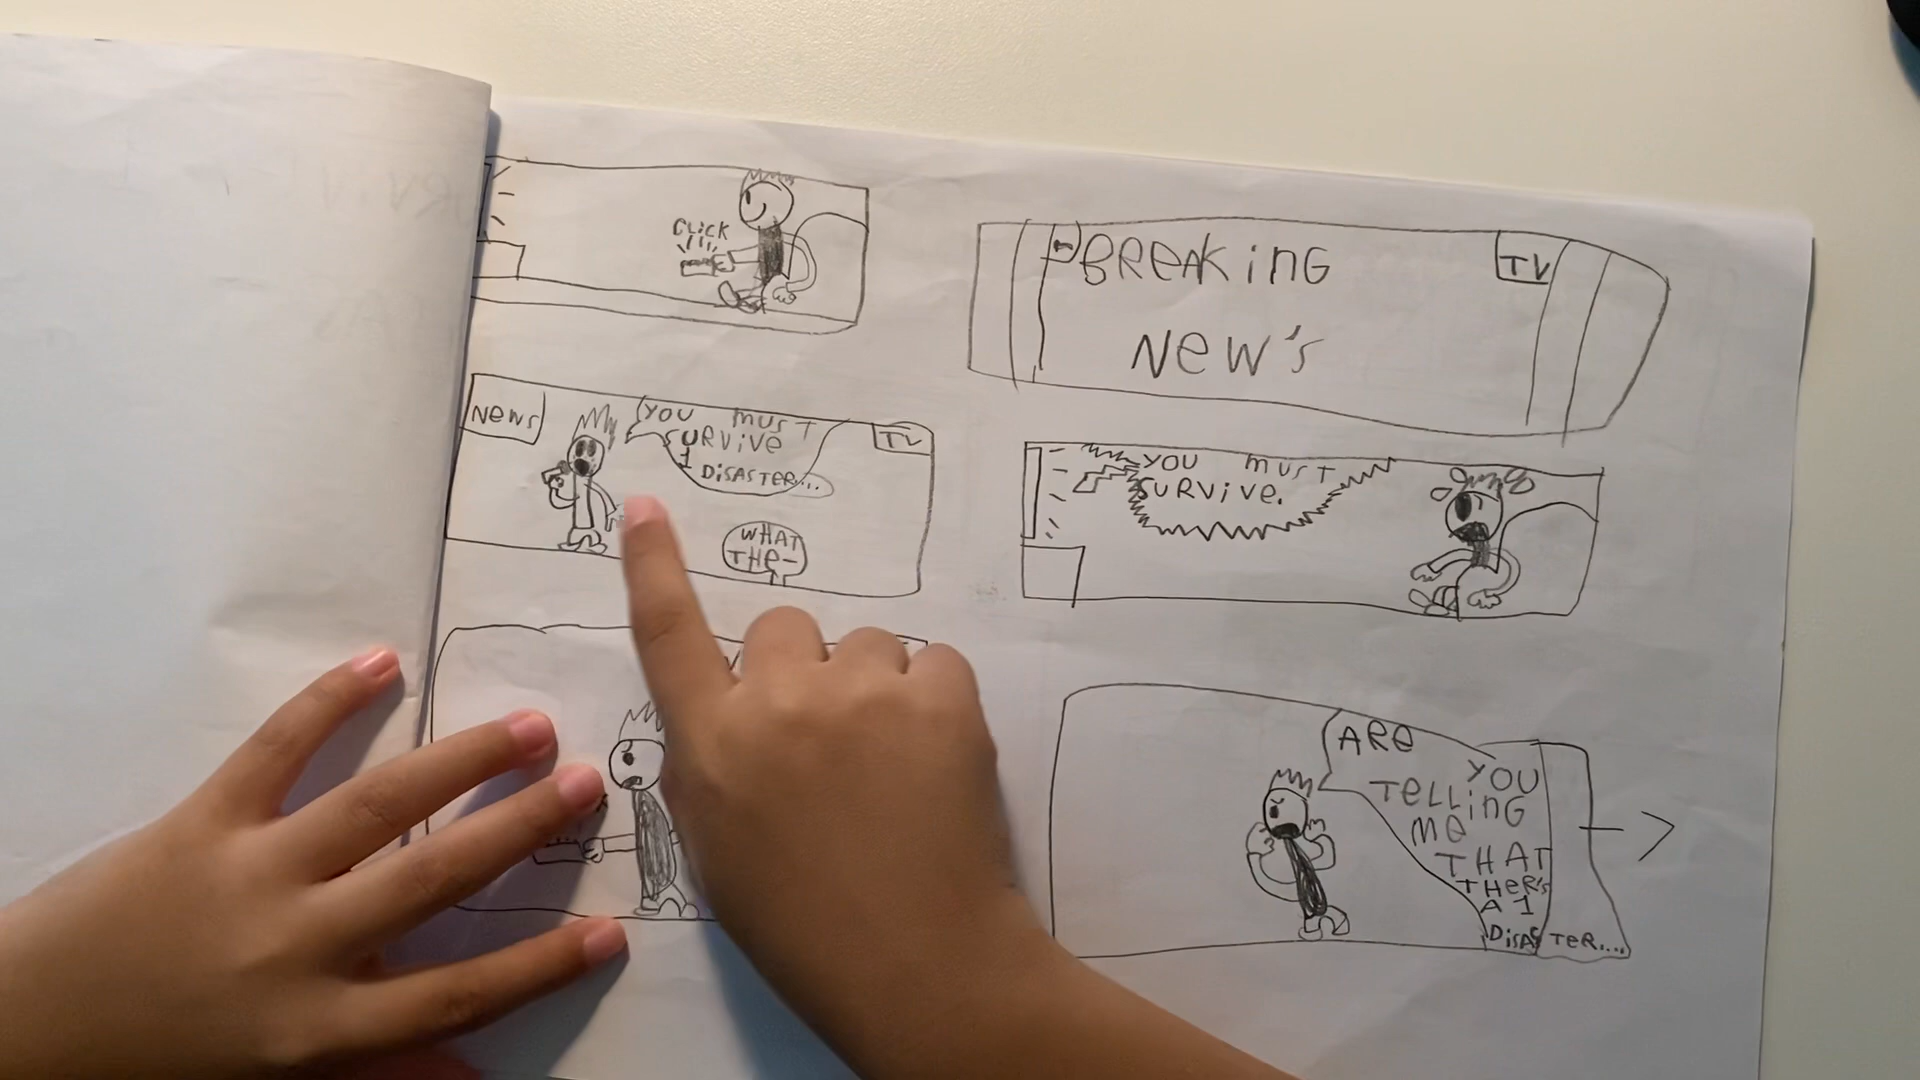 CLICK
BREAKING
TV
NEW'S
NEWS
YOU MUST
SURVIVE
1
DISASTER...
TV
WHAT
THE-
YOU MUST
SURVIVE.
ARE
YOU
TELLING
ME
THAT
THER'S
A 1
DISASTER....